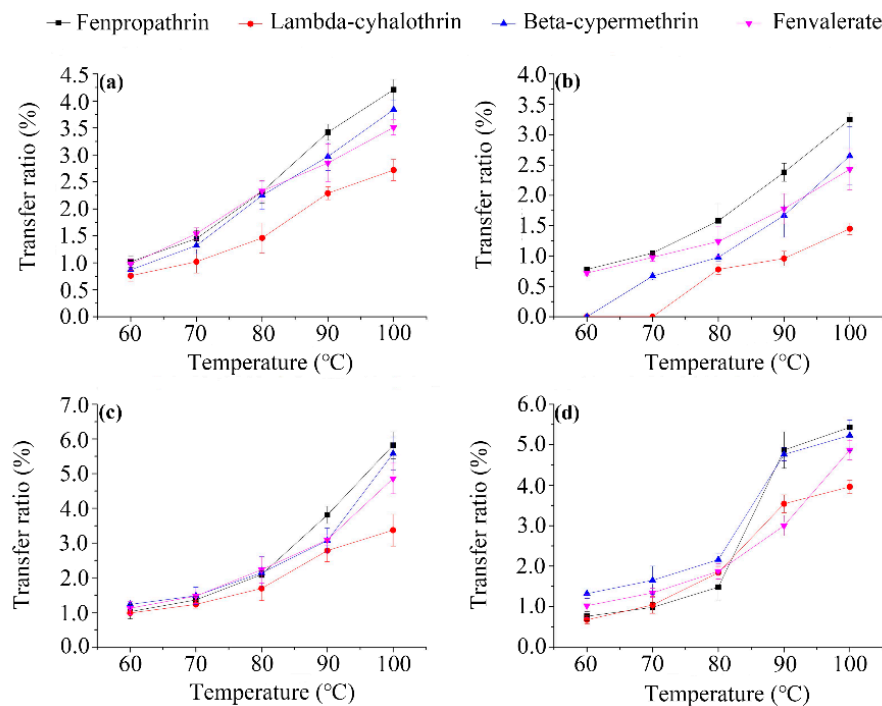 Fenpropathrin Lambda-cyhalothrin Beta-cypermethrin Fenvalerate
(a)
Transfer ratio (%)
4.5
4.0
3.5
3.0
2.5
2.0
1.5
1.0
0.5
0.0
60 70 80 90 100
Temperature (°C)
(b)
Transfer ratio (%)
4.0
3.5
3.0
2.5
2.0
1.5
1.0
0.5
0.0
60 70 80 90 100
Temperature (°C)
(c)
Transfer ratio (%)
7.0
6.0
5.0
4.0
3.0
2.0
1.0
0.0
60 70 80 90 100
Temperature (°C)
(d)
Transfer ratio (%)
6.0
5.0
4.0
3.0
2.0
1.0
0.0
60 70 80 90 100
Temperature (°C)